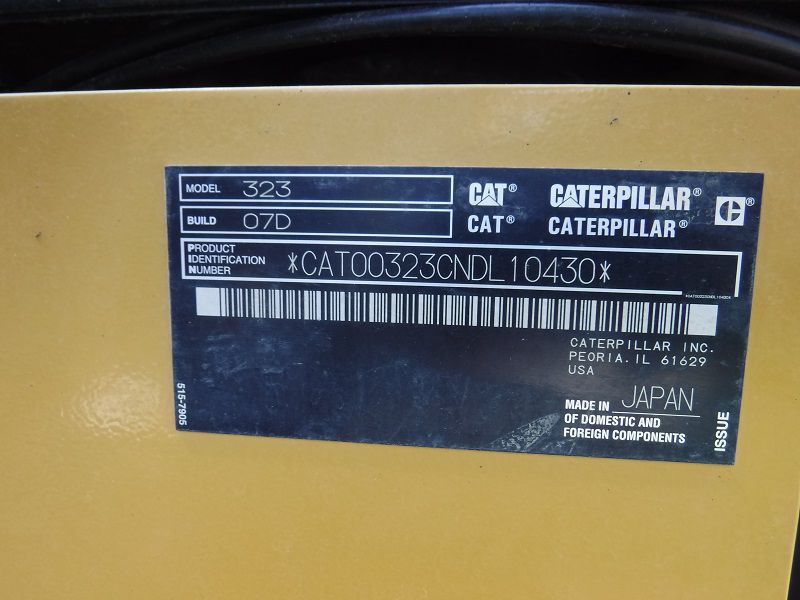 MODEL 323
CAT® CATERPILLAR®
BUILD 07D
CAT® CATERPILLAR®
PRODUCT
IDENTIFICATION
NUMBER
*CAT00323CNDL10430*
*CAT00323CNDL10430*
CATERPILLAR INC.
PEORIA. IL 61629
USA
MADE IN JAPAN
OF DOMESTIC AND
FOREIGN COMPONENTS
515-7905
ISSUE